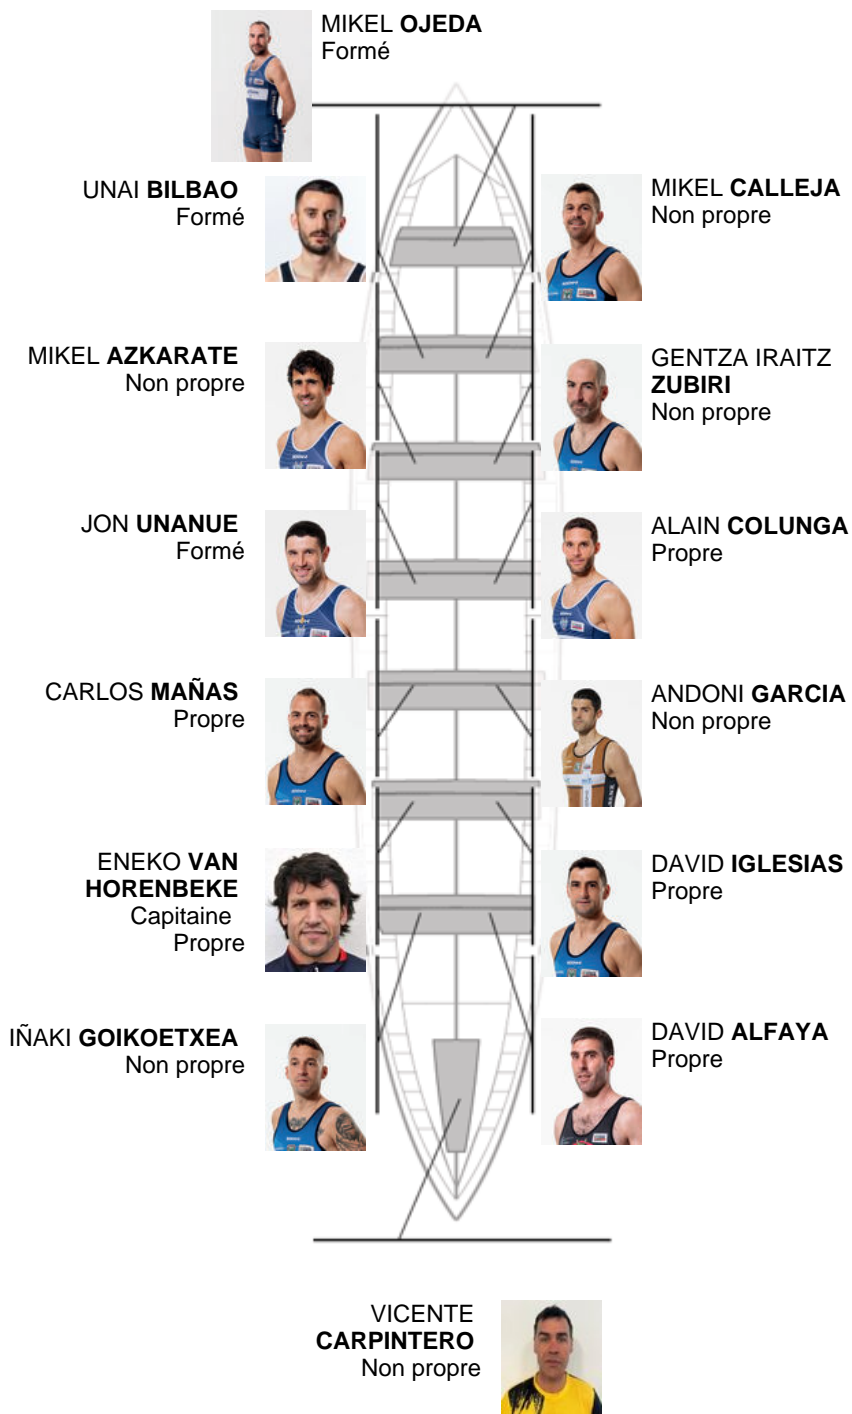 MIKEL OJEDA
Formé
UNAI BILBAO
Formé
MIKEL CALLEJA
Non propre
MIKEL AZKARATE
Non propre
GENTZA IRAITZ
ZUBIRI
Non propre
JON UNANUE
Formé
ALAIN COLUNGA
Propre
CARLOS MAÑAS
Propre
ANDONI GARCIA
Non propre
ENEKO VAN
HORENBEKE
Capitaine
Propre
DAVID IGLESIAS
Propre
IÑAKI GOIKOETXEA
Non propre
DAVID ALFAYA
Propre
VICENTE
CARPINTERO
Non propre